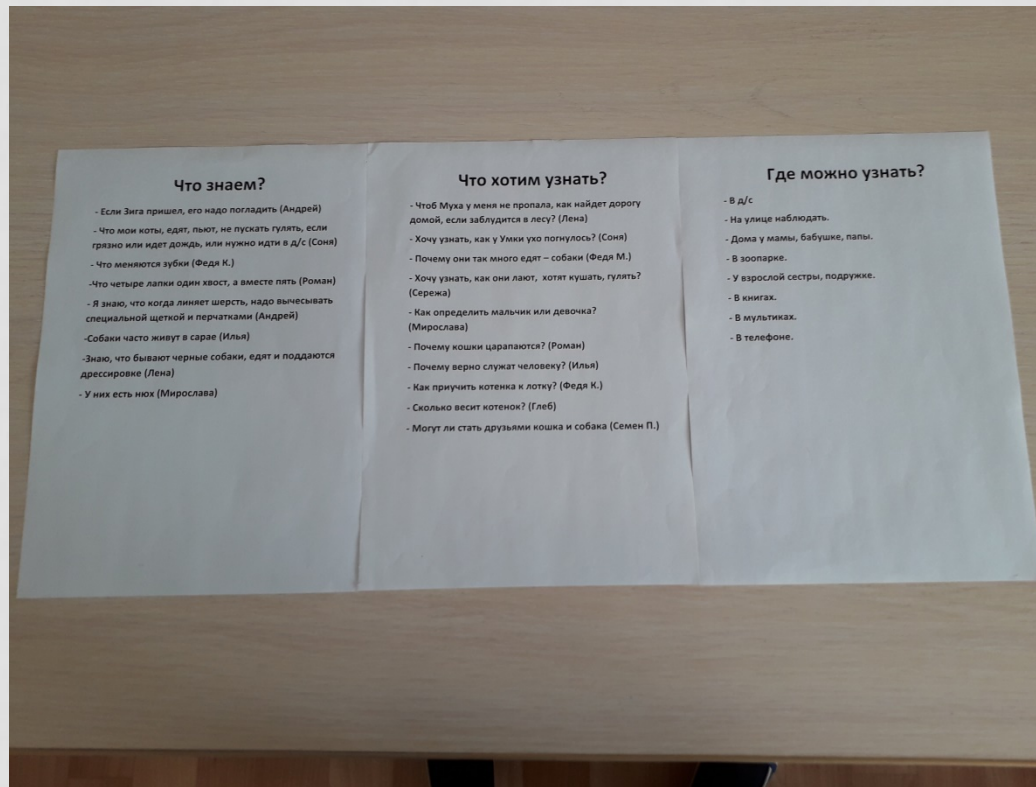 Что знаем?
- Если Зига пришел, его надо погладить (Андрей)
- Что мои коты, едят, пьют, не пускать гулять, если
грязно или идет дождь, или нужно идти в д/с (Соня)
- Что меняются зубки (Федя К.)
-Что четыре лапки один хвост, а вместе пять (Роман)
- Я знаю, что когда линяет шерсть, надо вычесывать
специальной щеткой и перчатками (Андрей)
-Собаки часто живут в сарае (Илья)
-Знаю, что бывают черные собаки, едят и поддаются
дрессировке (Лена)
- У них есть нюх (Мирослава)
Что хотим узнать?
- Чтоб Муха у меня не пропала, как найдет дорогу
домой, если заблудится в лесу? (Лена)
- Хочу узнать, как у Умки ухо погнулось? (Соня)
- Почему они так много едят – собаки (Федя М.)
- Хочу узнать, как они лают, хотят кушать, гулять?
(Сережа)
- Как определить мальчик или девочка?
(Мирослава)
- Почему кошки царапаются? (Роман)
- Почему верно служат человеку? (Илья)
- Как приучить котенка к лотку? (Федя К.)
- Сколько весит котенок? (Глеб)
- Могут ли стать друзьями кошка и собака (Семен П.)
Где можно узнать?
- В д/с
- На улице наблюдать.
- Дома у мамы, бабушке, папы.
- В зоопарке.
- У взрослой сестры, подружке.
- В книгах.
- В мультиках.
- В телефоне.